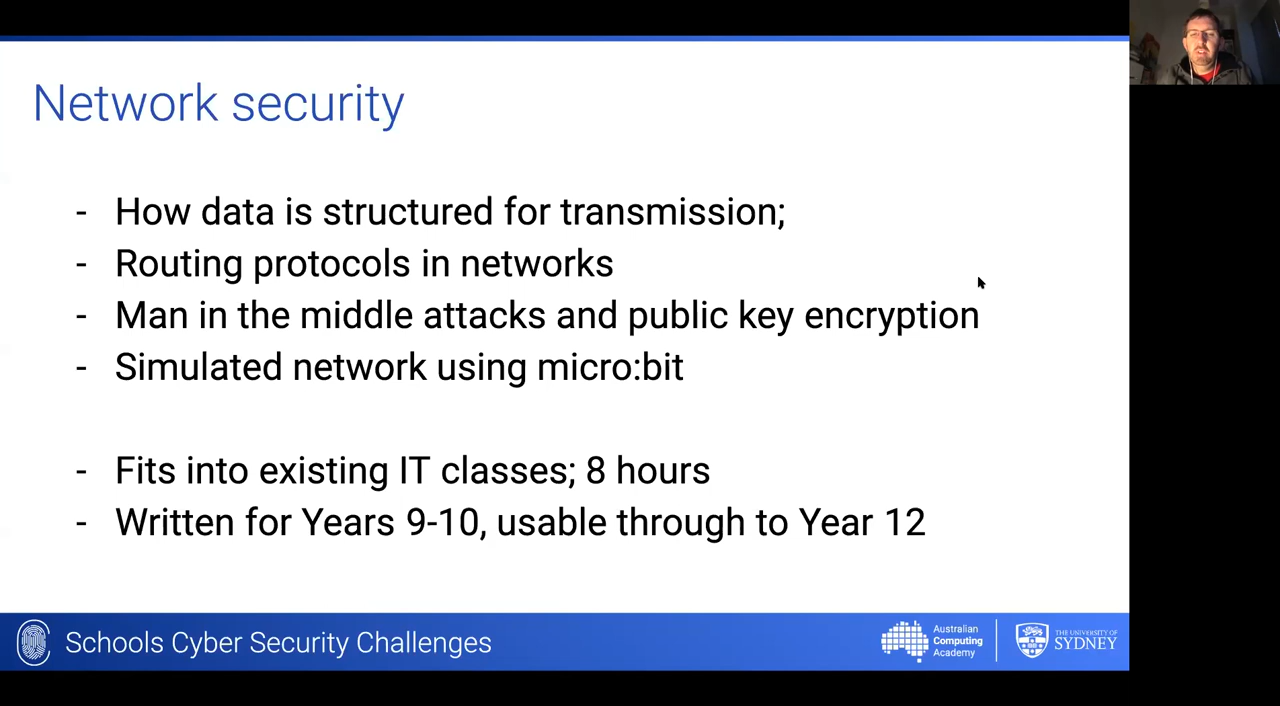 Network security
- How data is structured for transmission;
- Routing protocols in networks
- Man in the middle attacks and public key encryption
- Simulated network using micro:bit
- Fits into existing IT classes; 8 hours
- Written for Years 9-10, usable through to Year 12
Schools Cyber Security Challenges
Australian
Computing
Academy
THE UNIVERSITY OF
SYDNEY